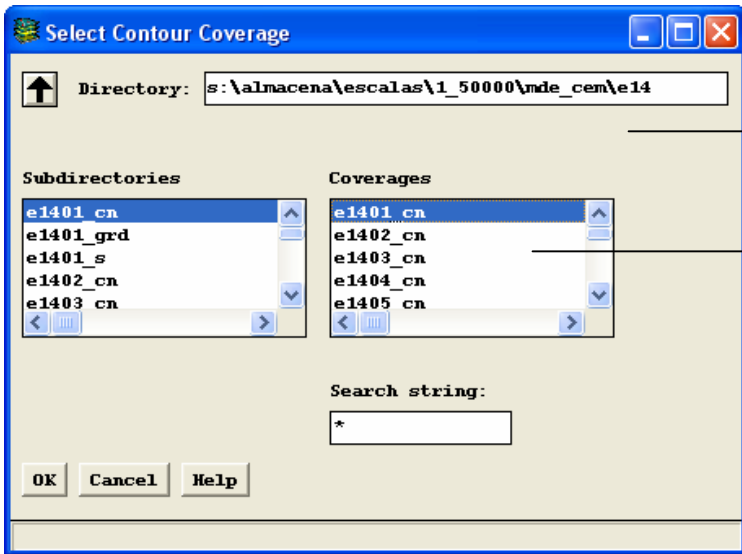 Select Contour Coverage
Directory: s:\almacena\escalas\1_50000\mde_cem\e14
Subdirectories
e1401_cn
e1401_grd
e1401_s
e1402_cn
e1403_cn
Coverages
e1401_cn
e1402_cn
e1403_cn
e1404_cn
e1405_cn
Search string:
*
OK Cancel Help